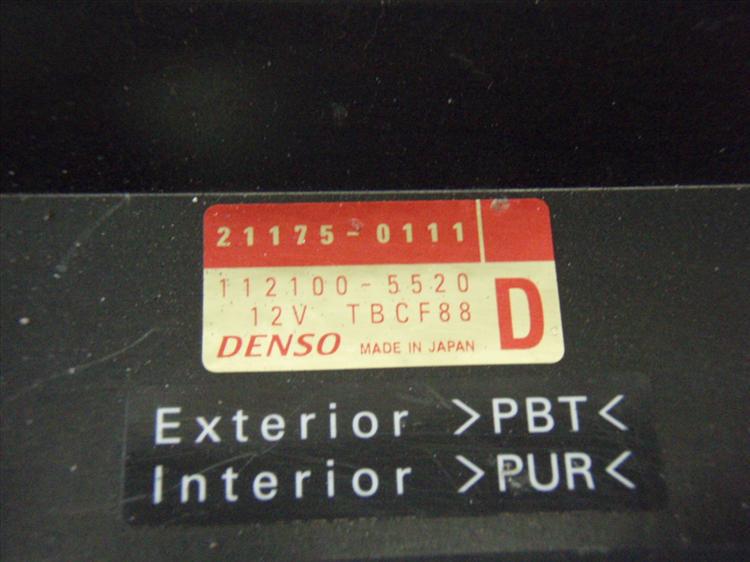 21175-0111
112100-5520
12V TBCF88
D
DENSO MADE IN JAPAN
Exterior >PBT<
Interior >PUR<